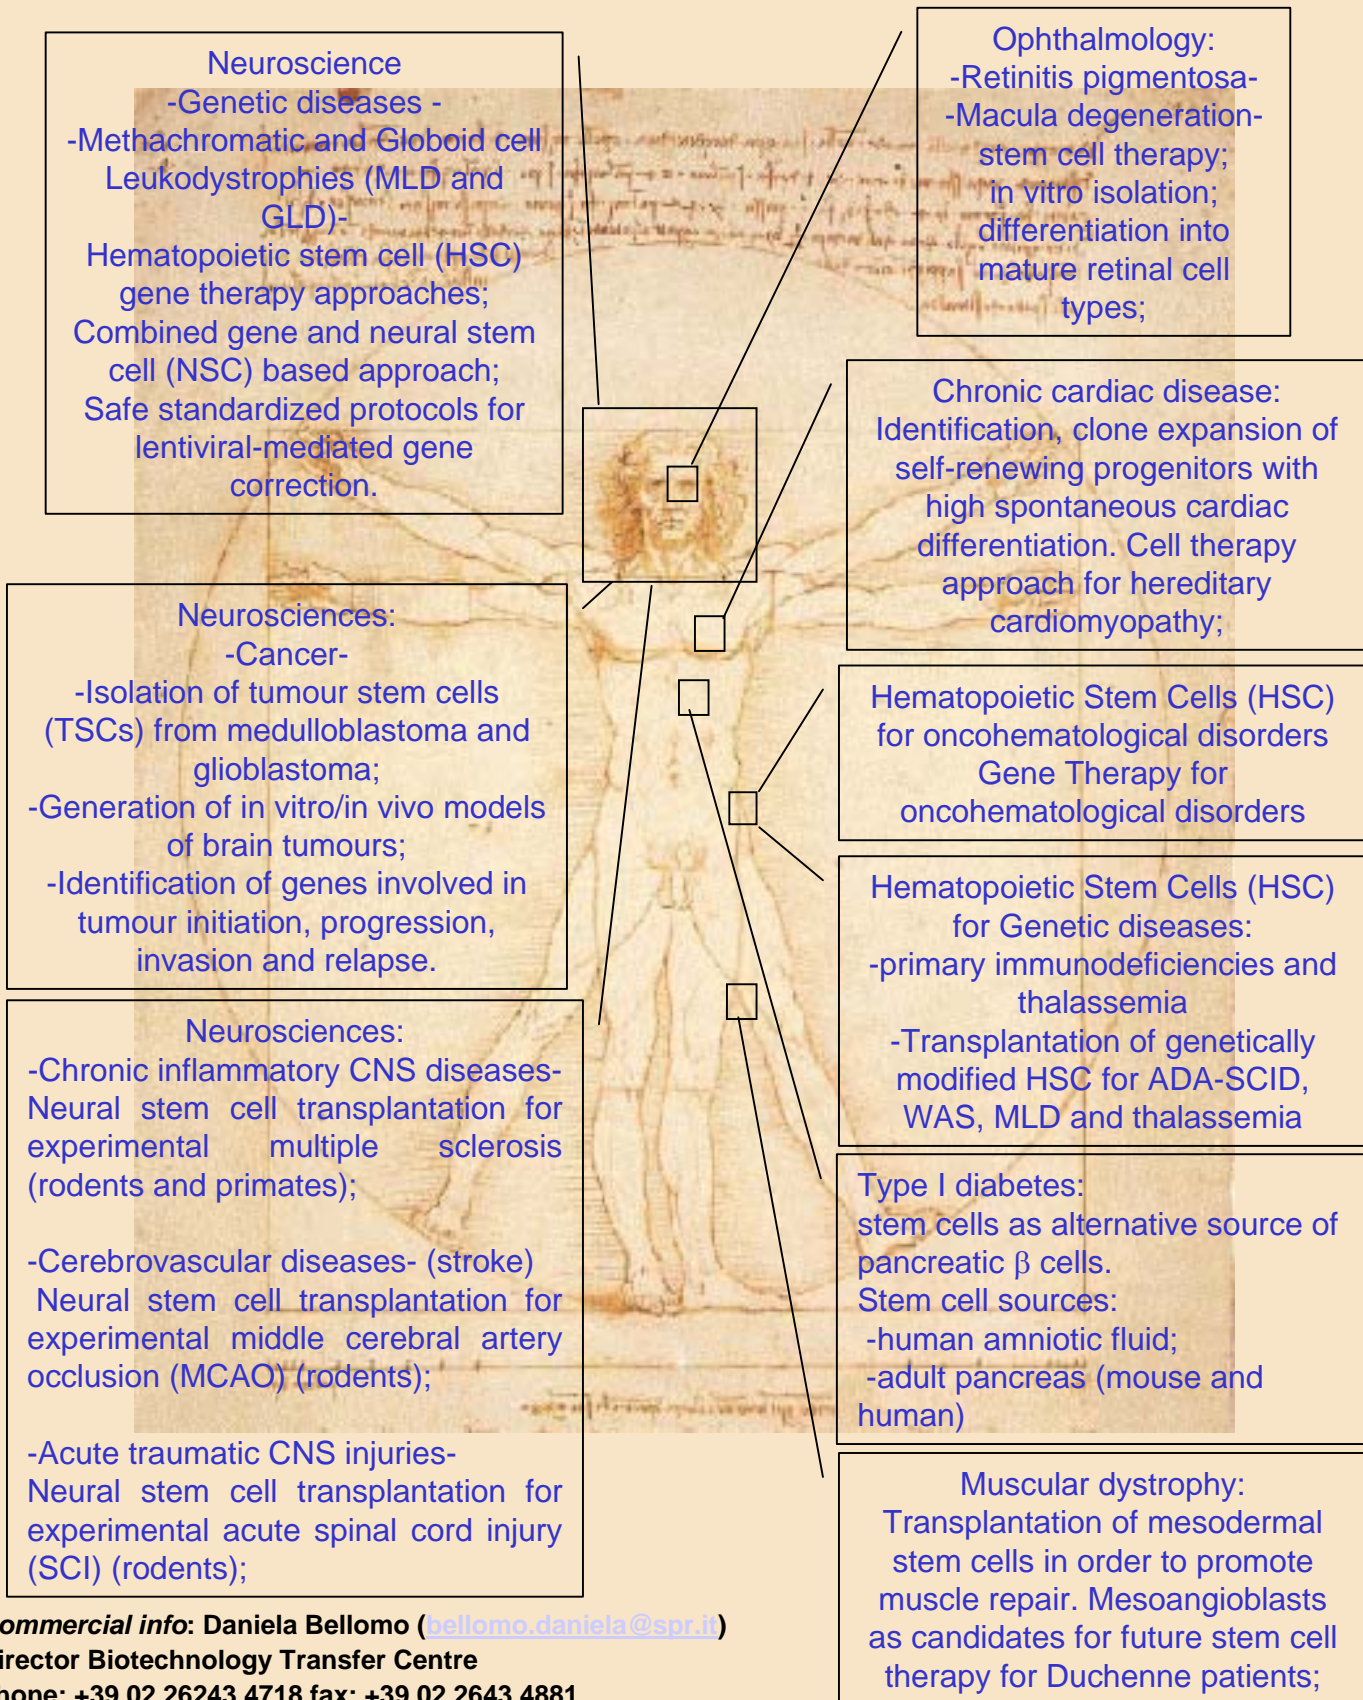 Neuroscience
-Genetic diseases -
-Methachromatic and Globoid cell
Leukodystrophies (MLD and
GLD)-
Hematopoietic stem cell (HSC)
gene therapy approaches;
Combined gene and neural stem
cell (NSC) based approach;
Safe standardized protocols for
lentiviral-mediated gene
correction.
Neurosciences:
-Cancer-
-Isolation of tumour stem cells
(TSCs) from medulloblastoma and
glioblastoma;
-Generation of in vitro/in vivo models
of brain tumours;
-Identification of genes involved in
tumour initiation, progression,
invasion and relapse.
Neurosciences:
-Chronic inflammatory CNS diseases-
Neural stem cell transplantation for
experimental multiple sclerosis
(rodents and primates);
-Cerebrovascular diseases- (stroke)
Neural stem cell transplantation for
experimental middle cerebral artery
occlusion (MCAO) (rodents);
-Acute traumatic CNS injuries-
Neural stem cell transplantation for
experimental acute spinal cord injury
(SCI) (rodents);
Ophthalmology:
-Retinitis pigmentosa-
-Macula degeneration-
stem cell therapy;
in vitro isolation;
differentiation into
mature retinal cell
types;
Chronic cardiac disease:
Identification, clone expansion of
self-renewing progenitors with
high spontaneous cardiac
differentiation. Cell therapy
approach for hereditary
cardiomyopathy;
Hematopoietic Stem Cells (HSC)
for oncohematological disorders
Gene Therapy for
oncohematological disorders
Hematopoietic Stem Cells (HSC)
for Genetic diseases:
-primary immunodeficiencies and
thalassemia
-Transplantation of genetically
modified HSC for ADA-SCID,
WAS, MLD and thalassemia
Type I diabetes:
stem cells as alternative source of
pancreatic β cells.
Stem cell sources:
-human amniotic fluid;
-adult pancreas (mouse and
human)
Muscular dystrophy:
Transplantation of mesodermal
stem cells in order to promote
muscle repair. Mesoangioblasts
as candidates for future stem cell
therapy for Duchenne patients;
ommercial info: Daniela Bellomo (bellomo.daniela@spr.it)
irector Biotechnology Transfer Centre
hone: +39 02 26243 4718 fax: +39 02 2643 4881